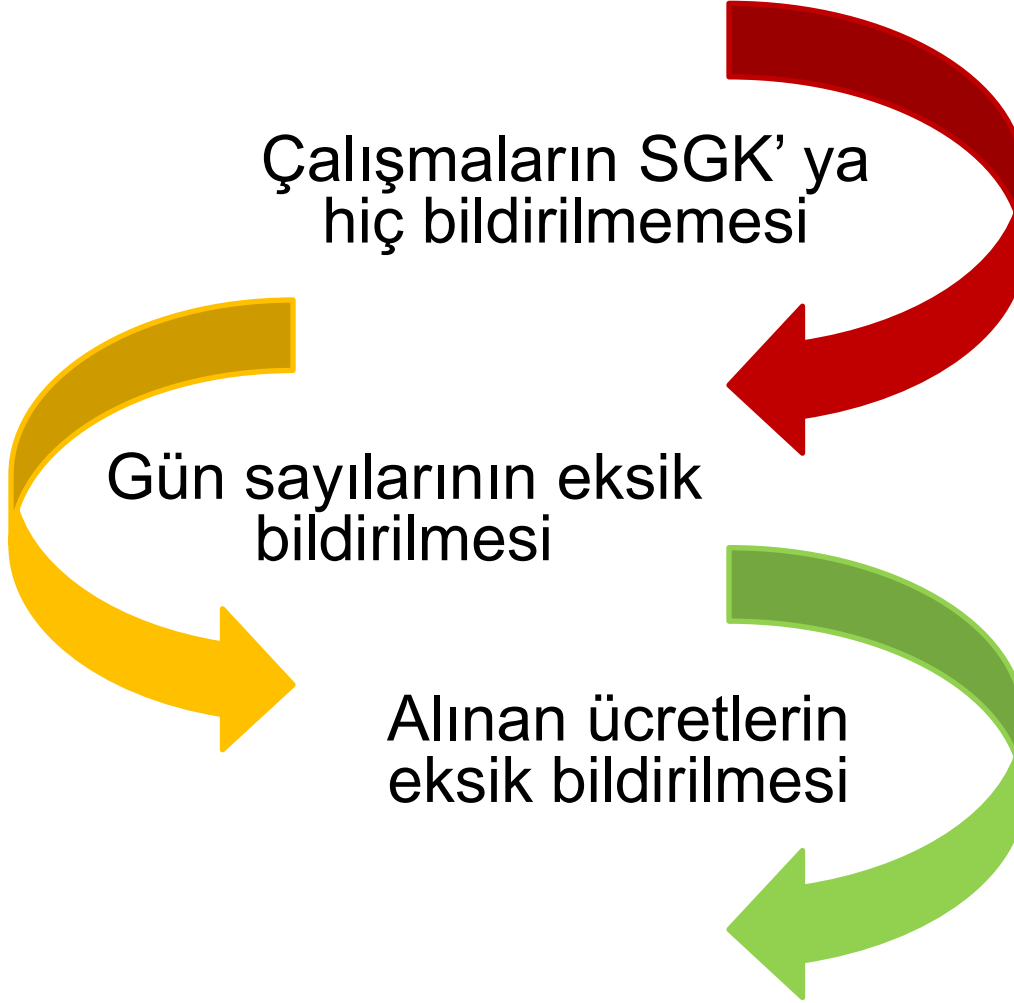 Çalışmaların SGK’ ya
hiç bildirilmemesi
Gün sayılarının eksik
bildirilmesi
Alınan ücretlerin
eksik bildirilmesi